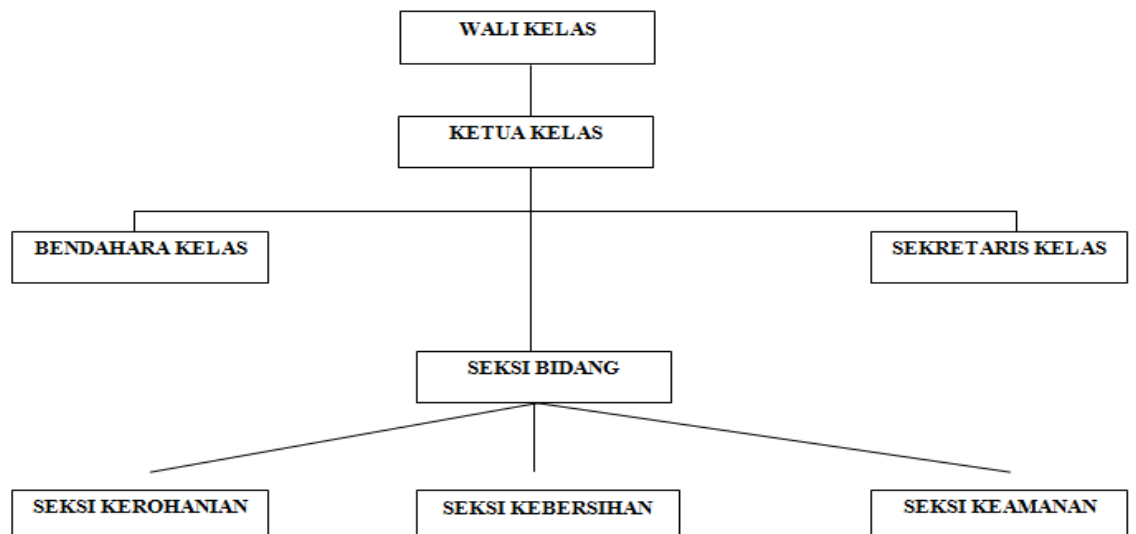 WALI KELAS
KETUA KELAS
BENDAHARA KELAS
SEKRETARIS KELAS
SEKSI BIDANG
SEKSI KEROHANIAN
SEKSI KEBERSIHAN
SEKSI KEAMANAN